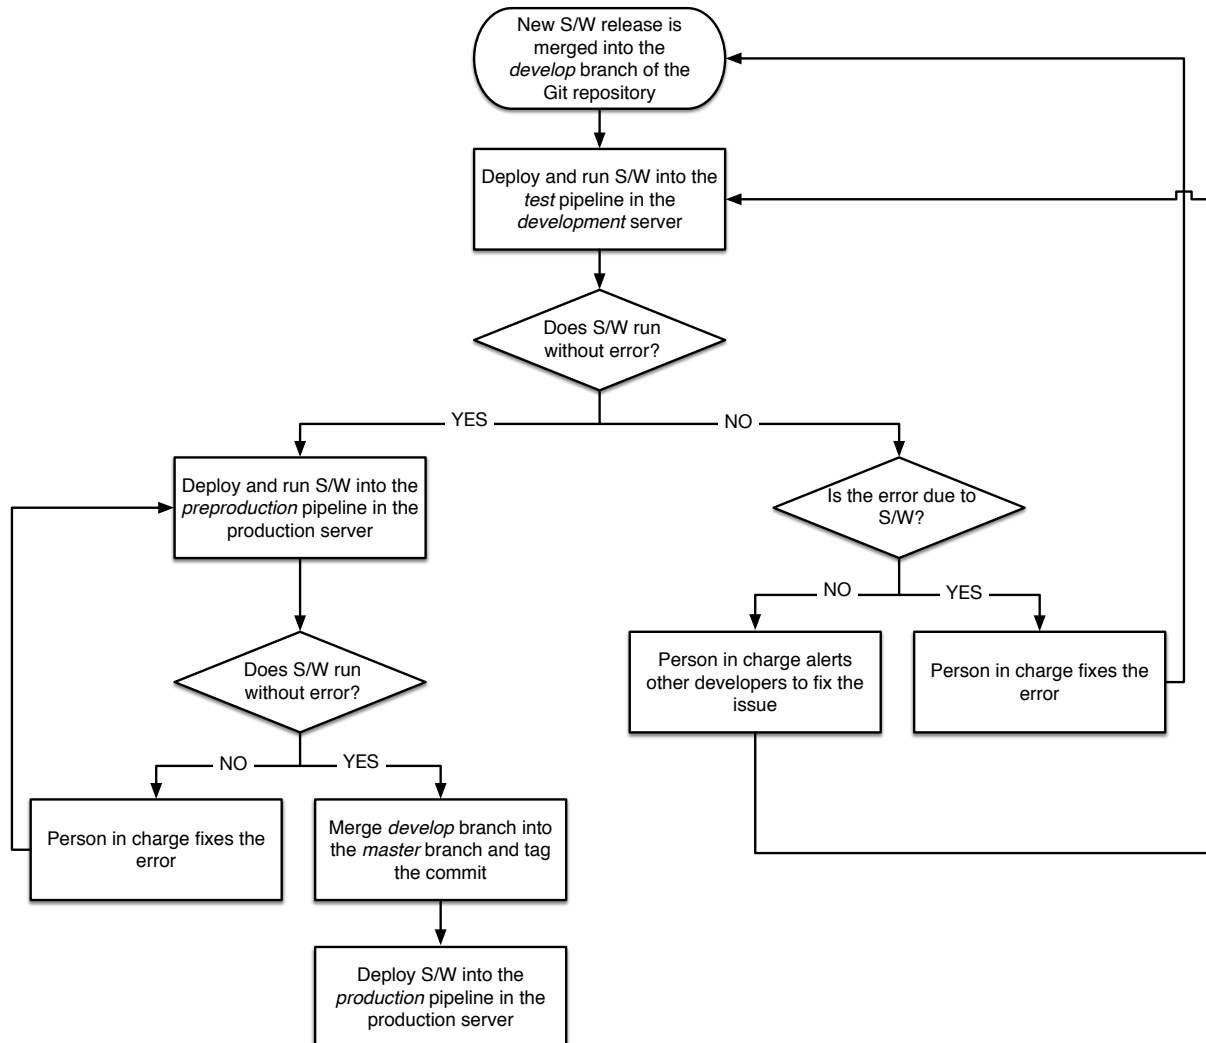 New S/W release is
merged into the
develop branch of the
Git repository
Deploy and run S/W into the
test pipeline in the
development server
Does S/W run
without error?
YES
NO
Deploy and run S/W into the
preproduction pipeline in the
production server
Is the error due to
S/W?
NO
YES
Does S/W run
without error?
Person in charge alerts
other developers to fix the
issue
Person in charge fixes the
error
NO
YES
Person in charge fixes the
error
Merge develop branch into
the master branch and tag
the commit
Deploy S/W into the
production pipeline in the
production server